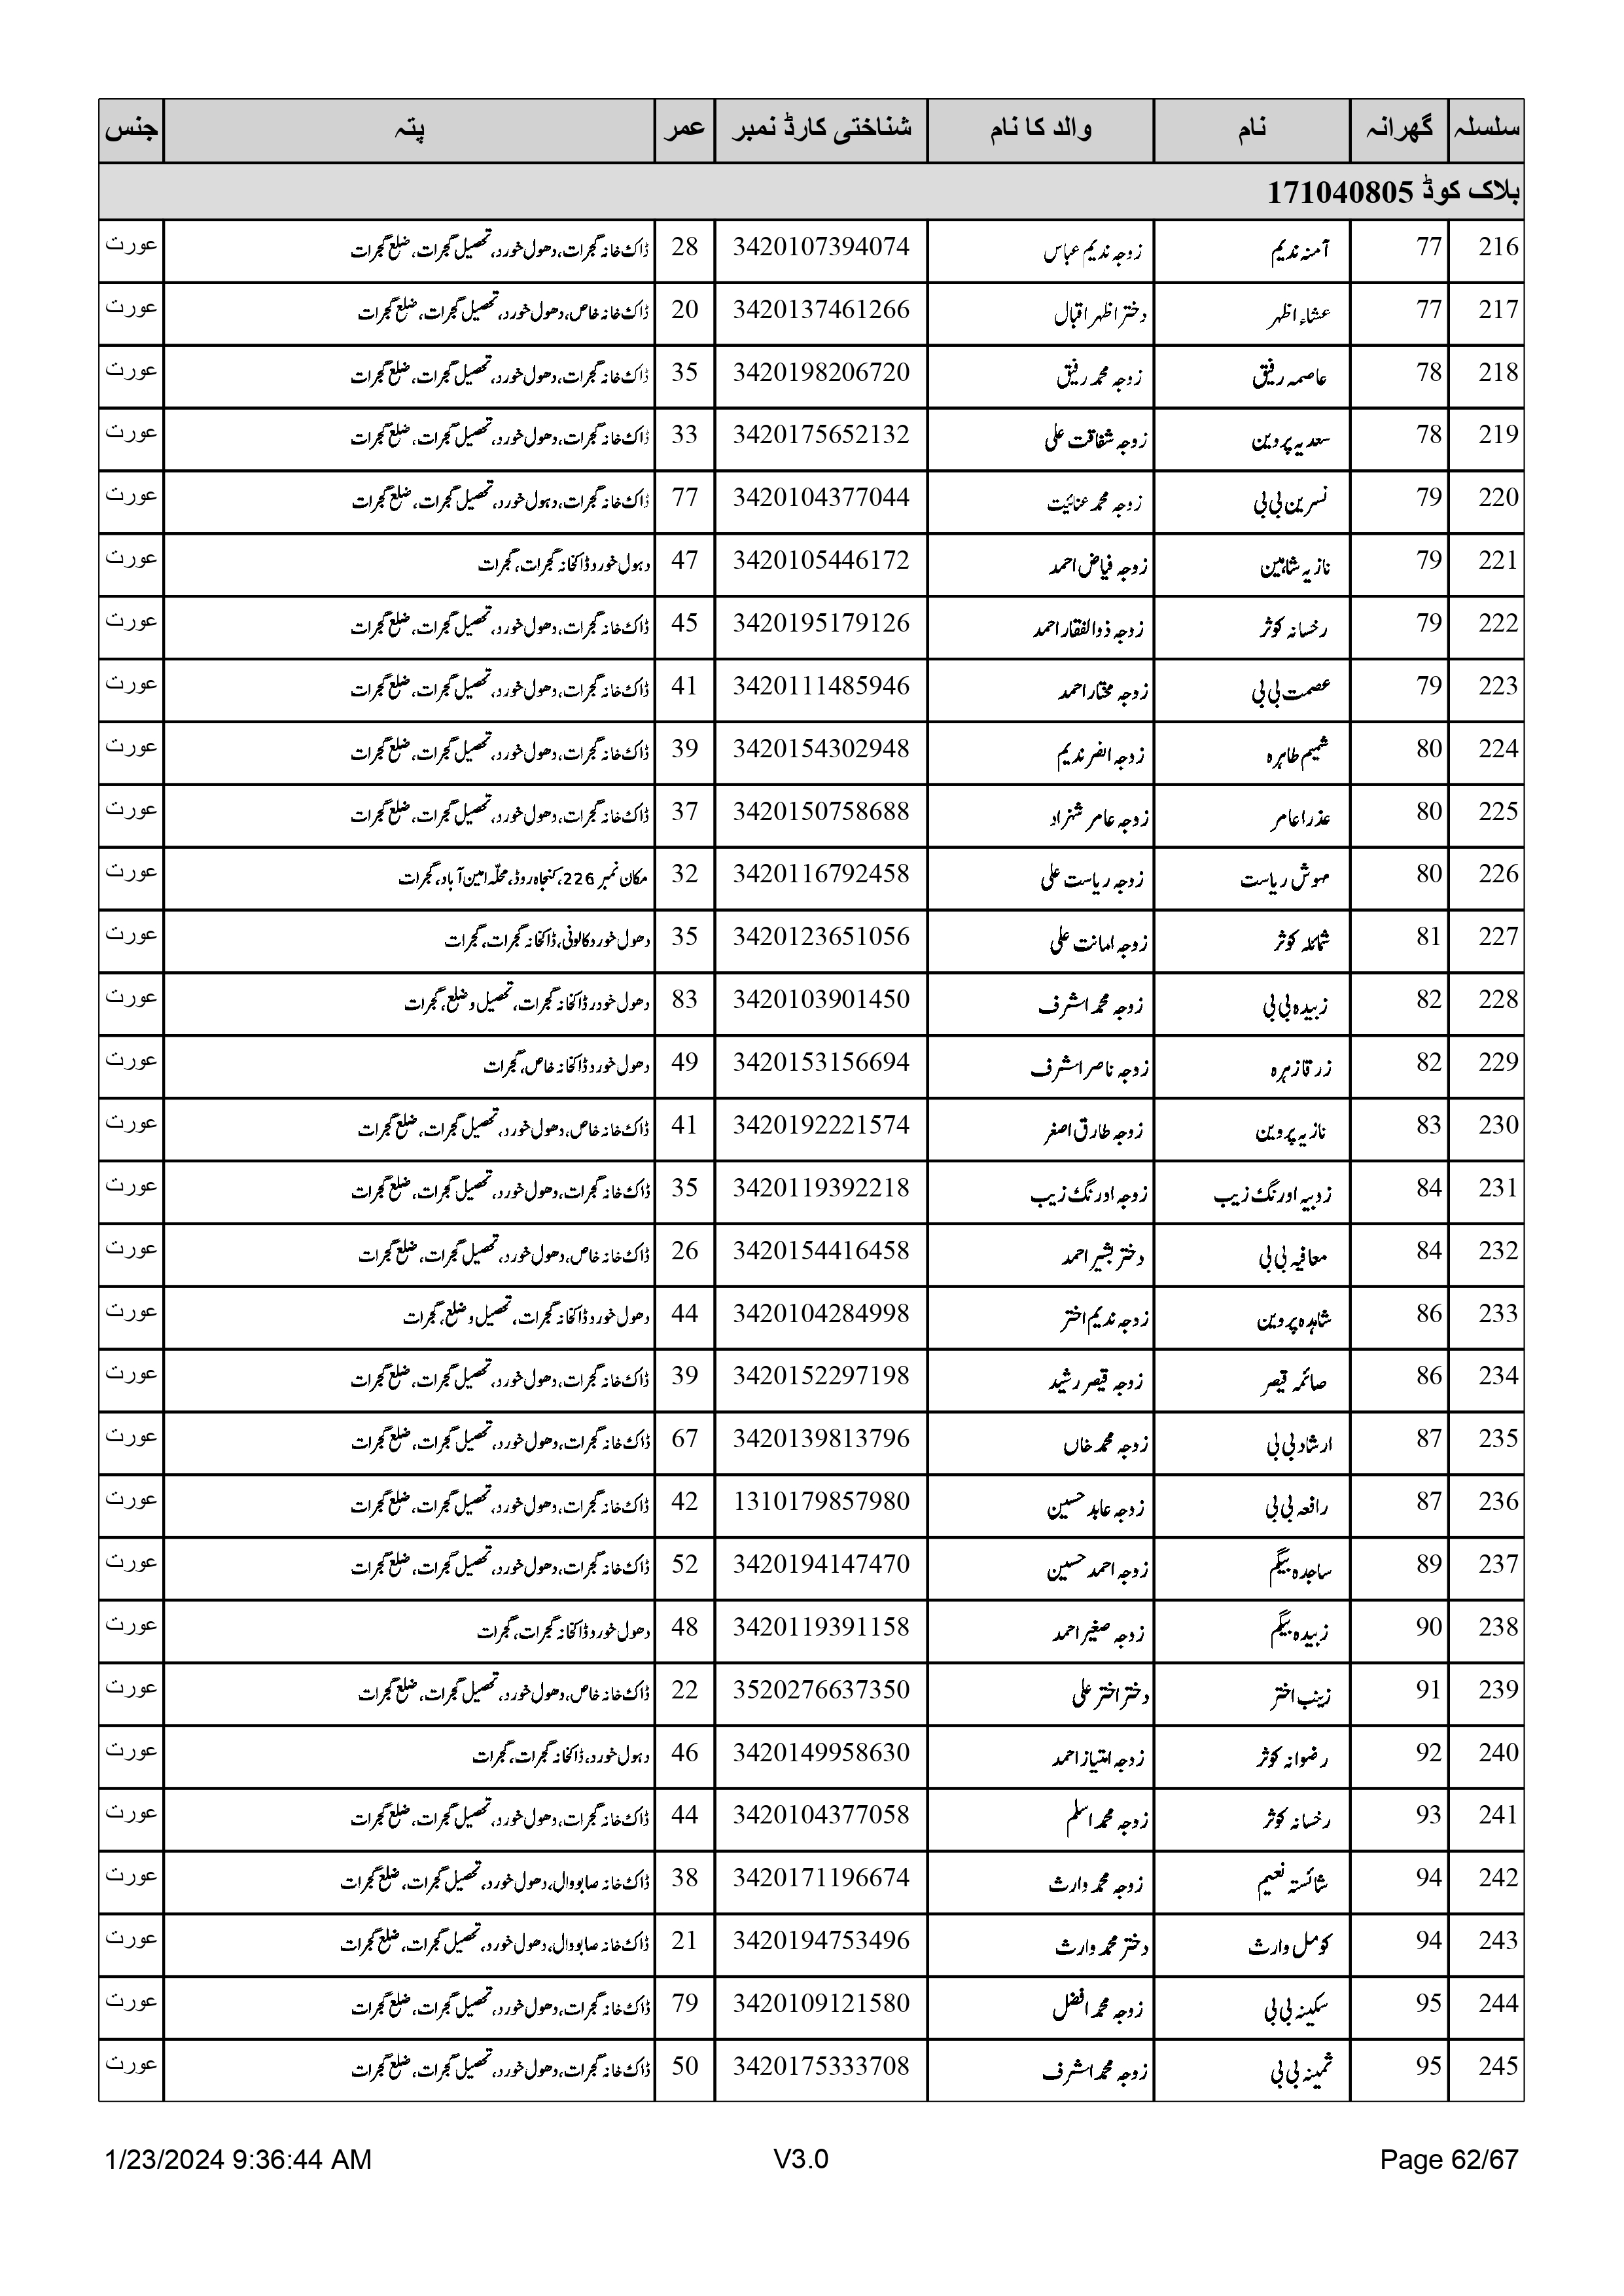 سلسلہ گھرانہ نام والد کا نام شناختی کارڈ نمبر عمر پتہ جنس
بلاک کوڈ 171040805
216 77 آمنہ ندیم زوجہ ندیم عباس 3420107394074 28 ڈاک خانہ گجرات، دھول خورد، تحصیل گجرات، ضلع گجرات عورت
217 77 عشاء اظہر دختر اظہر اقبال 3420137461266 20 ڈاک خانہ خاص، دھول خورد، تحصیل گجرات، ضلع گجرات عورت
218 78 عاصمہ رفیق زوجہ محمد رفیق 3420198206720 35 ڈاک خانہ گجرات، دھول خورد، تحصیل گجرات، ضلع گجرات عورت
219 78 سعدیہ پروین زوجہ شفاقت علی 3420175652132 33 ڈاک خانہ گجرات، دھول خورد، تحصیل گجرات، ضلع گجرات عورت
220 79 نسرین بی بی زوجہ محمد عنائیت 3420104377044 77 ڈاک خانہ گجرات، دہول خورد، تحصیل گجرات، ضلع گجرات عورت
221 79 نازیہ شاہین زوجہ فیاض احمد 3420105446172 47 دہول خورد ڈاکخانہ گجرات، گجرات عورت
222 79 رخسانہ کوثر زوجہ ذوالفقار احمد 3420195179126 45 ڈاک خانہ گجرات، دھول خورد، تحصیل گجرات، ضلع گجرات عورت
223 79 عصمت بی بی زوجہ مختار احمد 3420111485946 41 ڈاک خانہ گجرات، دھول خورد، تحصیل گجرات، ضلع گجرات عورت
224 80 شمیم طاہرہ زوجہ انضر ندیم 3420154302948 39 ڈاک خانہ گجرات، دھول خورد، تحصیل گجرات، ضلع گجرات عورت
225 80 عذرا عامر زوجہ عامر شہزاد 3420150758688 37 ڈاک خانہ گجرات، دھول خورد، تحصیل گجرات، ضلع گجرات عورت
226 80 مہوش ریاست زوجہ ریاست علی 3420116792458 32 مکان نمبر 226، کنجاہ روڈ، محلّہ امین آباد، گجرات عورت
227 81 شمائلہ کوثر زوجہ امانت علی 3420123651056 35 دھول خورد کالونی، ڈاکخانہ گجرات، گجرات عورت
228 82 زبیدہ بی بی زوجہ محمد اشرف 3420103901450 83 دھول خودر ڈاکخانہ گجرات، تحصیل و ضلع، گجرات عورت
229 82 زرقا زہرہ زوجہ ناصر اشرف 3420153156694 49 دھول خورد ڈاکخانہ خاص، گجرات عورت
230 83 نازیہ پروین زوجہ طارق اصغر 3420192221574 41 ڈاک خانہ خاص، دھول خورد، تحصیل گجرات، ضلع گجرات عورت
231 84 زوبیہ اورنگ زیب زوجہ اورنگ زیب 3420119392218 35 ڈاک خانہ گجرات، دھول خورد، تحصیل گجرات، ضلع گجرات عورت
232 84 معافیہ بی بی دختر بشیر احمد 3420154416458 26 ڈاک خانہ خاص، دھول خورد، تحصیل گجرات، ضلع گجرات عورت
233 86 شاہدہ پروین زوجہ ندیم اختر 3420104284998 44 دھول خورد ڈاکخانہ گجرات، تحصیل و ضلع، گجرات عورت
234 86 صائمہ قیصر زوجہ قیصر رشید 3420152297198 39 ڈاک خانہ گجرات، دھول خورد، تحصیل گجرات، ضلع گجرات عورت
235 87 ارشاد بی بی زوجہ محمد خاں 3420139813796 67 ڈاک خانہ گجرات، دھول خورد، تحصیل گجرات، ضلع گجرات عورت
236 87 رافعہ بی بی زوجہ عابد حسین 1310179857980 42 ڈاک خانہ گجرات، دھول خورد، تحصیل گجرات، ضلع گجرات عورت
237 89 ساجدہ بیگم زوجہ احمد حسین 3420194147470 52 ڈاک خانہ گجرات، دھول خورد، تحصیل گجرات، ضلع گجرات عورت
238 90 زبیدہ بیگم زوجہ صغیر احمد 3420119391158 48 دھول خورد ڈاکخانہ گجرات، گجرات عورت
239 91 زینب اختر دختر اختر علی 3520276637350 22 ڈاک خانہ خاص، دھول خورد، تحصیل گجرات، ضلع گجرات عورت
240 92 رضوانہ کوثر زوجہ امتیاز احمد 3420149958630 46 دہول خورد، ڈاکخانہ گجرات، گجرات عورت
241 93 رخسانہ کوثر زوجہ محمد اسلم 3420104377058 44 ڈاک خانہ گجرات، دھول خورد، تحصیل گجرات، ضلع گجرات عورت
242 94 شائستہ نعیم زوجہ محمد وارث 3420171196674 38 ڈاک خانہ صابووال، دھول خورد، تحصیل گجرات، ضلع گجرات عورت
243 94 کومل وارث دختر محمد وارث 3420194753496 21 ڈاک خانہ صابووال، دھول خورد، تحصیل گجرات، ضلع گجرات عورت
244 95 سکینہ بی بی زوجہ محمد افضل 3420109121580 79 ڈاک خانہ گجرات، دھول خورد، تحصیل گجرات، ضلع گجرات عورت
245 95 ثمینہ بی بی زوجہ محمد اشرف 3420175333708 50 ڈاک خانہ گجرات، دھول خورد، تحصیل گجرات، ضلع گجرات عورت
1/23/2024 9:36:44 AM V3.0 Page 62/67